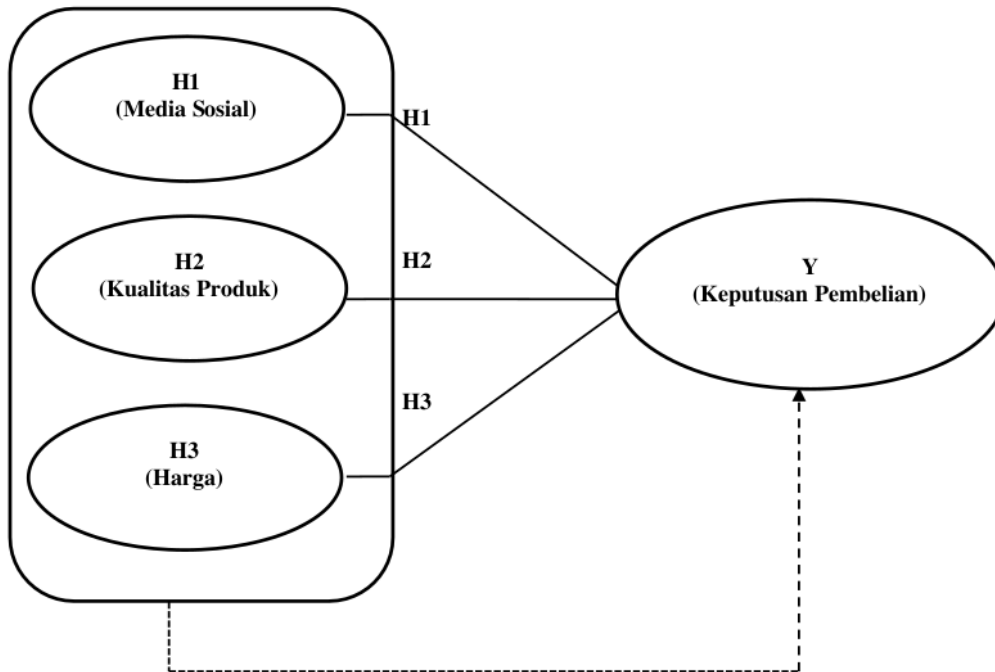 H1
(Media Sosial)
H1
H2
(Kualitas Produk)
H2
H3
(Harga)
H3
Y
(Keputusan Pembelian)